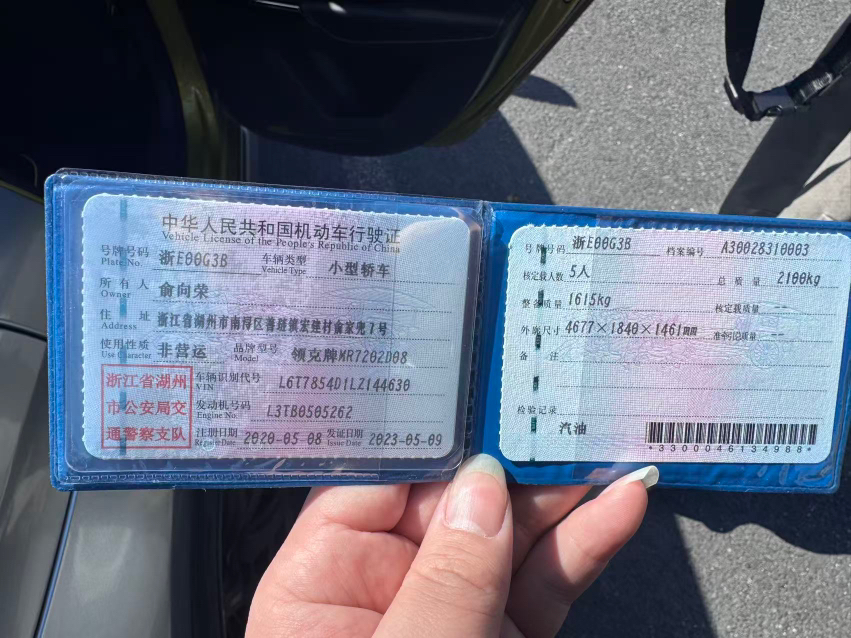 中华人民共和国机动车行驶证
Vehicle License of the People's Republic of China
号牌号码 浙E00G3B 车辆类型 小型轿车
Plate No. Vehicle Type
所有人 俞向荣
Owner
住址 浙江省湖州市南浔区善琏镇宏建村俞家兜7号
Address
使用性质 非营运 品牌型号 领克牌MR7202D08
Use Character Model
浙江省湖州
市公安局交
通警察支队
车辆识别代号 L6T7854D1LZ144630
VIN
发动机号码 L3TB0505262
Engine No.
注册日期 2020-05-08 发证日期 2023-05-09
Register Date Issue Date
号牌号码 浙E00G3B 档案编号 A30028310003
核定载人数 5人 总质量 2100kg
整备质量 1615kg 核定载质量 --
外廓尺寸 4677×1840×1461mm 准牵引总质量 --
备注
检验记录
汽油
*3300046134988*